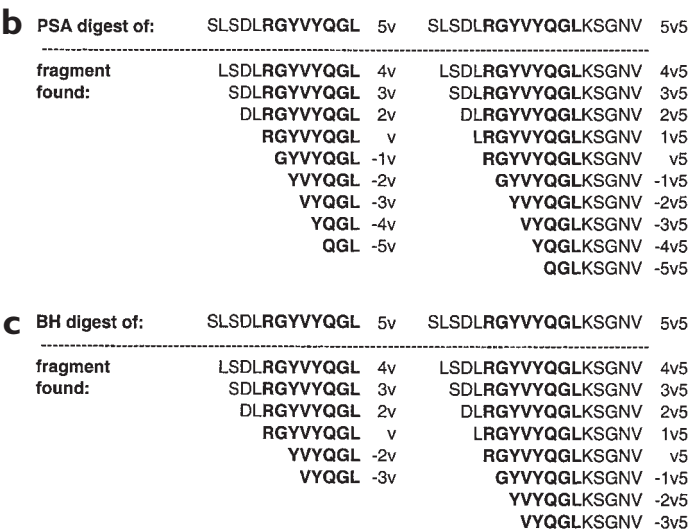 b PSA digest of: SLSDLRGYVYQGL 5v SLSDLRGYVYQGLKSGNV 5v5
fragment LSDLRGYVYQGL 4v LSDLRGYVYQGLKSGNV 4v5
found: SDLRGYVYQGL 3v SDLRGYVYQGLKSGNV 3v5
DLRGYVYQGL 2v DLRGYVYQGLKSGNV 2v5
RGYVYQGL v LRGYVYQGLKSGNV 1v5
GYVYQGL -1v RGYVYQGLKSGNV v5
YVYQGL -2v GYVYQGLKSGNV -1v5
VYQGL -3v YVYQGLKSGNV -2v5
YQGL -4v VYQGLKSGNV -3v5
QGL -5v YQGLKSGNV -4v5
QGLKSGNV -5v5
c BH digest of: SLSDLRGYVYQGL 5v SLSDLRGYVYQGLKSGNV 5v5
fragment LSDLRGYVYQGL 4v LSDLRGYVYQGLKSGNV 4v5
found: SDLRGYVYQGL 3v SDLRGYVYQGLKSGNV 3v5
DLRGYVYQGL 2v DLRGYVYQGLKSGNV 2v5
RGYVYQGL v LRGYVYQGLKSGNV 1v5
YVYQGL -2v RGYVYQGLKSGNV v5
VYQGL -3v GYVYQGLKSGNV -1v5
YVYQGLKSGNV -2v5
VYQGLKSGNV -3v5